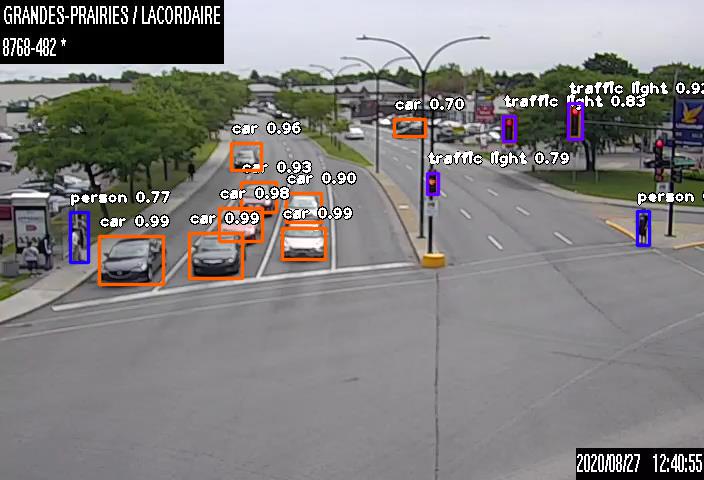 GRANDES-PRAIRIES / LACORDAIRE
8768-482 *
traffic light 0.92
traffic light 0.83
car 0.70
car 0.96
traffic light 0.79
car 0.93
car 0.90
person 0.77
car 0.98
person
car 0.99
car 0.99
car 0.99
2020/08/27 12:40:55